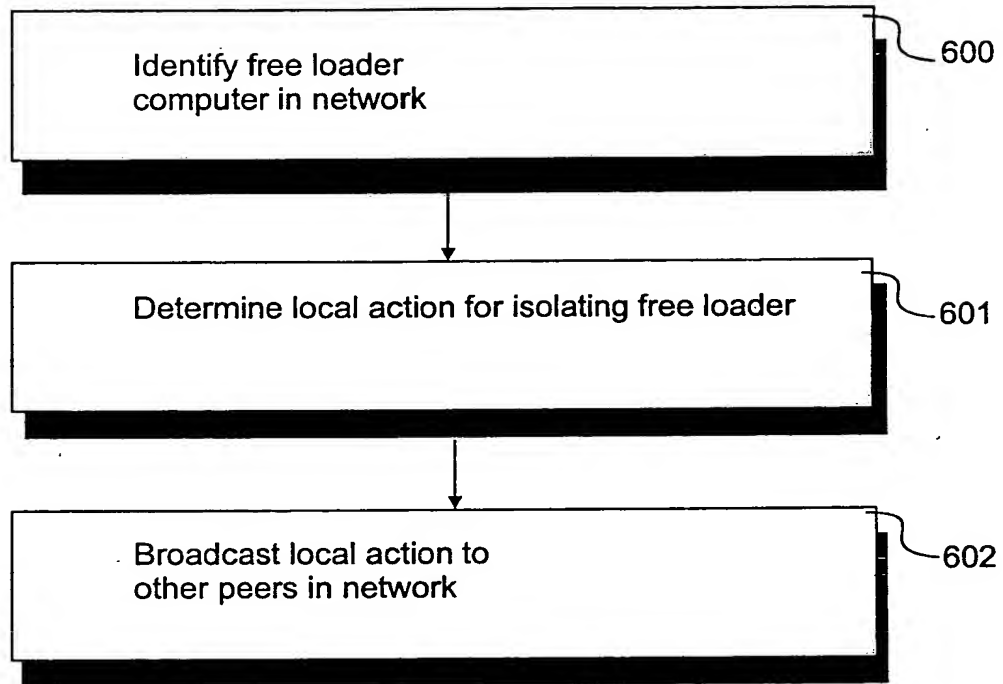 Identify free loader
computer in network
600
Determine local action for isolating free loader
601
Broadcast local action to
other peers in network
602